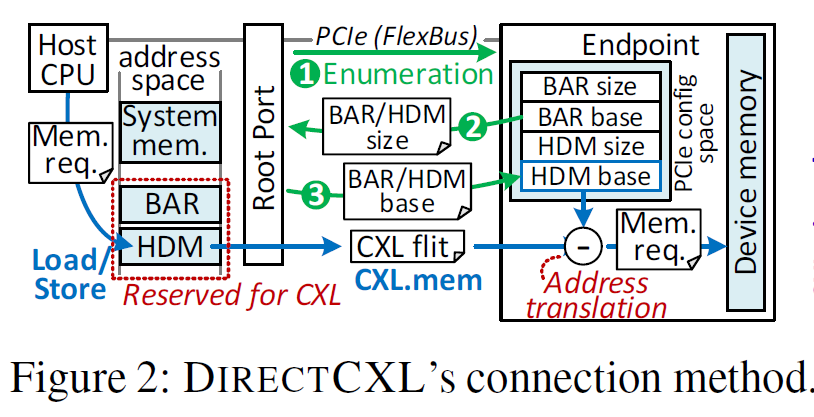 Host
CPU
address
space
System
mem.
Mem.
req.
BAR
HDM
Load/
Store
Reserved for CXL
Root Port
PCIe (FlexBus)
1 Enumeration
BAR/HDM
size
2
3
BAR/HDM
base
CXL flit
CXL.mem
Endpoint
BAR size
BAR base
HDM size
HDM base
PCIe config
space
-
Mem.
req.
Address
translation
Device memory
Figure 2: DIRECTCXL's connection method.